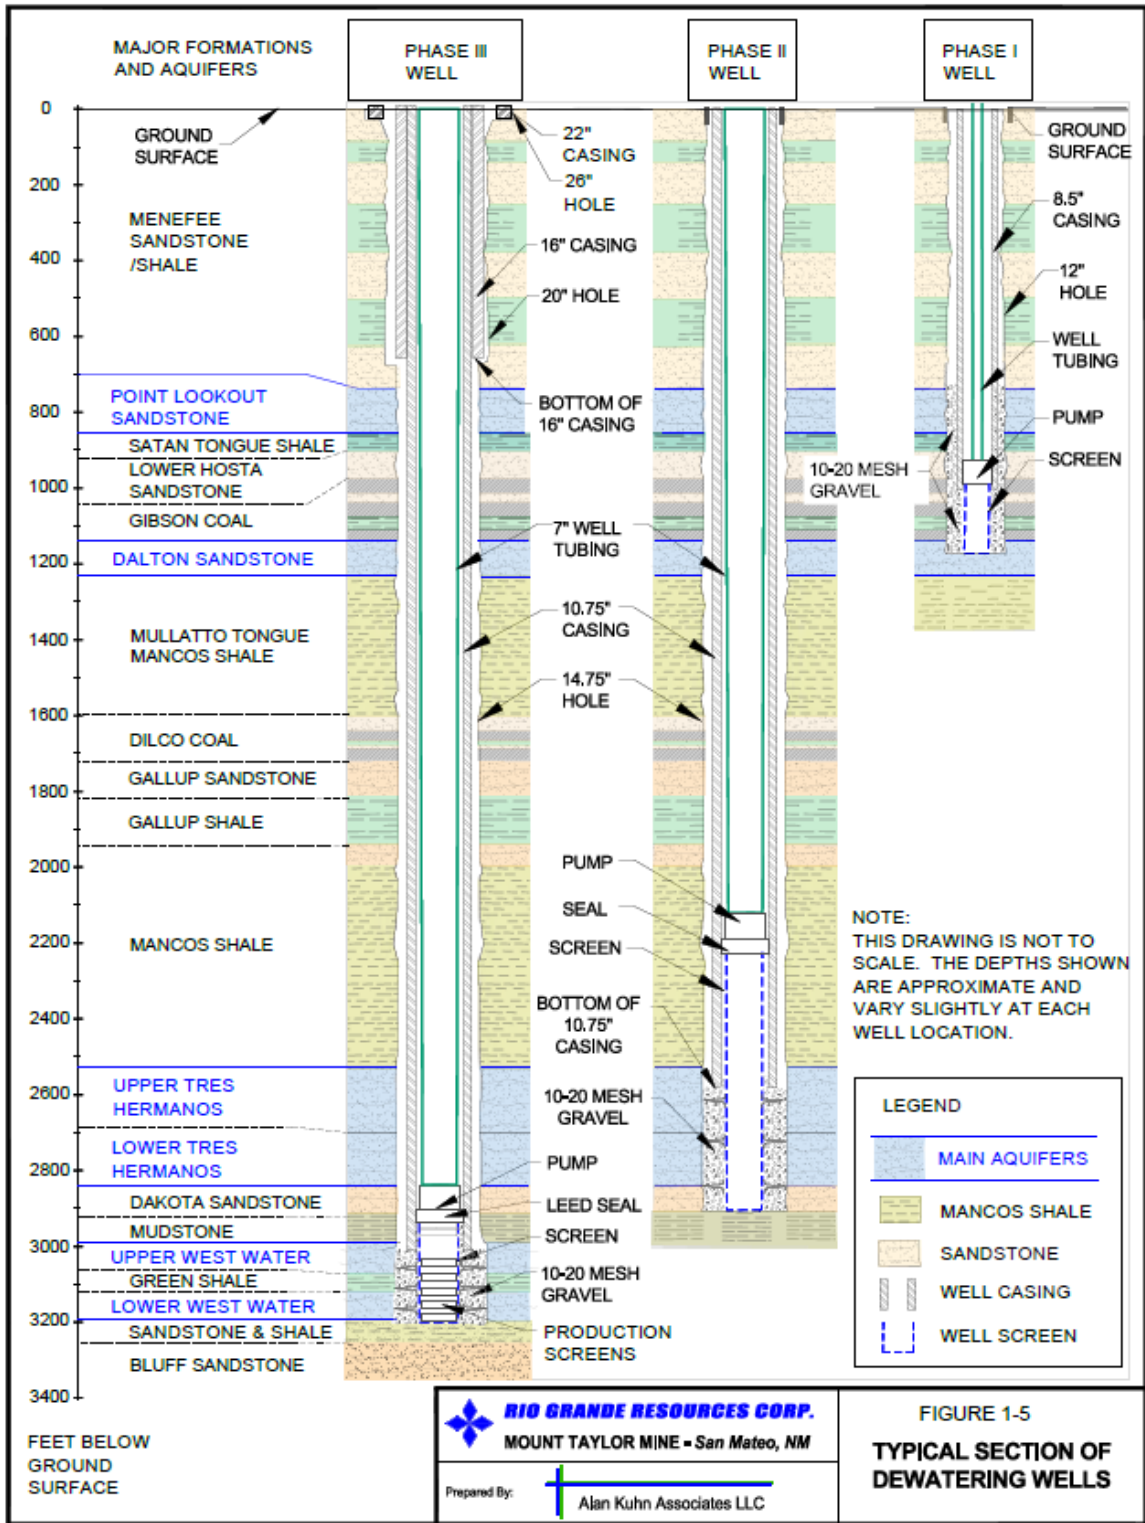 MAJOR FORMATIONS
AND AQUIFERS
PHASE III
WELL
PHASE II
WELL
PHASE I
WELL
0
200
400
600
800
1000
1200
1400
1600
1800
2000
2200
2400
2600
2800
3000
3200
3400
FEET BELOW
GROUND
SURFACE
GROUND
SURFACE
MENEFEE
SANDSTONE
/SHALE
POINT LOOKOUT
SANDSTONE
SATAN TONGUE SHALE
LOWER HOSTA
SANDSTONE
GIBSON COAL
DALTON SANDSTONE
MULLATTO TONGUE
MANCOS SHALE
DILCO COAL
GALLUP SANDSTONE
GALLUP SHALE
MANCOS SHALE
UPPER TRES
HERMANOS
LOWER TRES
HERMANOS
DAKOTA SANDSTONE
MUDSTONE
UPPER WEST WATER
GREEN SHALE
LOWER WEST WATER
SANDSTONE & SHALE
BLUFF SANDSTONE
22"
CASING
26"
HOLE
16" CASING
20" HOLE
BOTTOM OF
16" CASING
7" WELL
TUBING
10.75"
CASING
14.75"
HOLE
PUMP
SEAL
SCREEN
BOTTOM OF
10.75"
CASING
10-20 MESH
GRAVEL
PUMP
LEED SEAL
SCREEN
10-20 MESH
GRAVEL
PRODUCTION
SCREENS
GROUND
SURFACE
8.5"
CASING
12"
HOLE
WELL
TUBING
PUMP
SCREEN
10-20 MESH
GRAVEL
NOTE:
THIS DRAWING IS NOT TO
SCALE. THE DEPTHS SHOWN
ARE APPROXIMATE AND
VARY SLIGHTLY AT EACH
WELL LOCATION.
LEGEND
MAIN AQUIFERS
MANCOS SHALE
SANDSTONE
WELL CASING
WELL SCREEN
RIO GRANDE RESOURCES CORP.
MOUNT TAYLOR MINE - San Mateo, NM
Prepared By:
Alan Kuhn Associates LLC
FIGURE 1-5
TYPICAL SECTION OF
DEWATERING WELLS